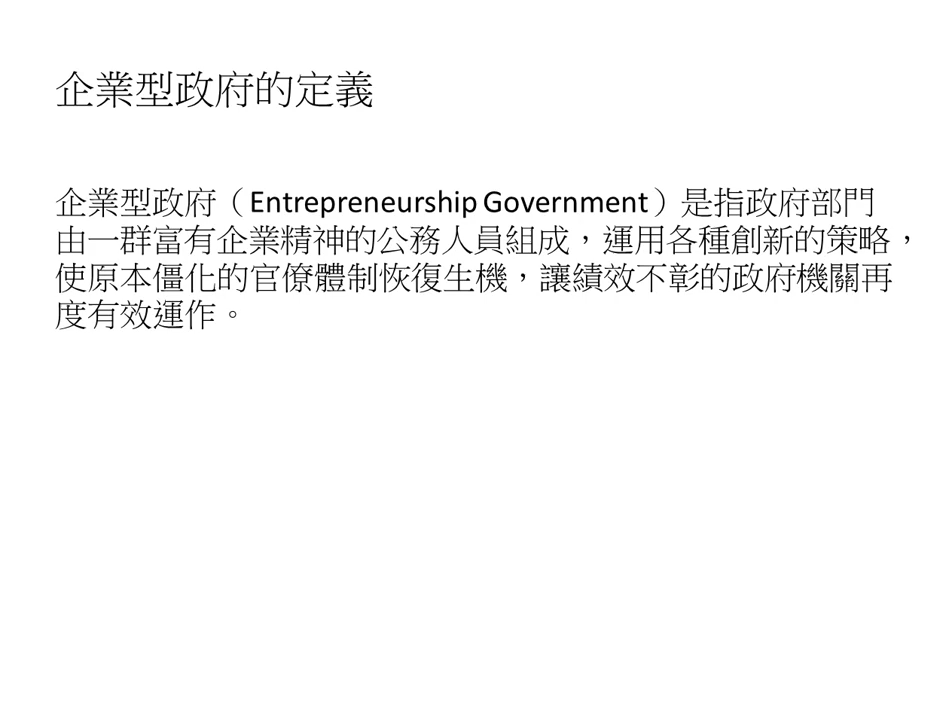 企業型政府的定義
企業型政府（Entrepreneurship Government）是指政府部門
由一群富有企業精神的公務人員組成，運用各種創新的策略，
使原本僵化的官僚體制恢復生機，讓績效不彰的政府機關再
度有效運作。